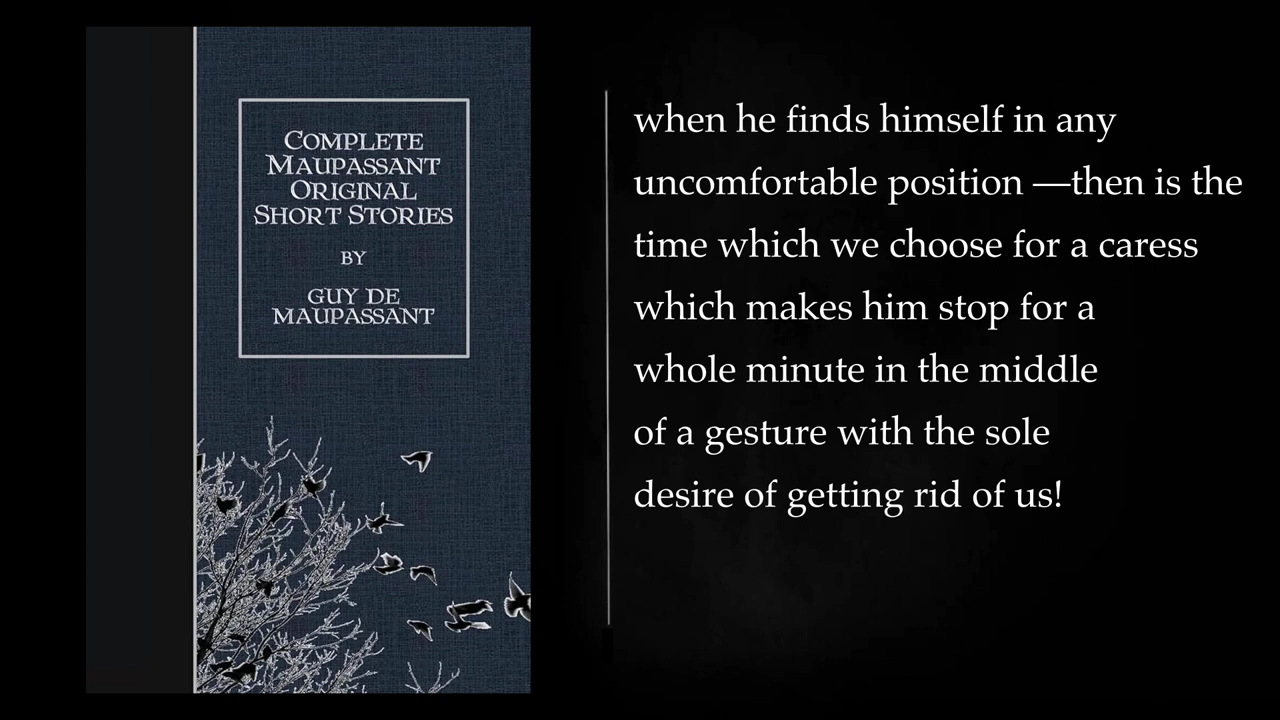 COMPLETE
MAUPASSANT
ORIGINAL
SHORT STORIES
BY
GUY DE
MAUPASSANT
when he finds himself in any
uncomfortable position —then is the
time which we choose for a caress
which makes him stop for a
whole minute in the middle
of a gesture with the sole
desire of getting rid of us!